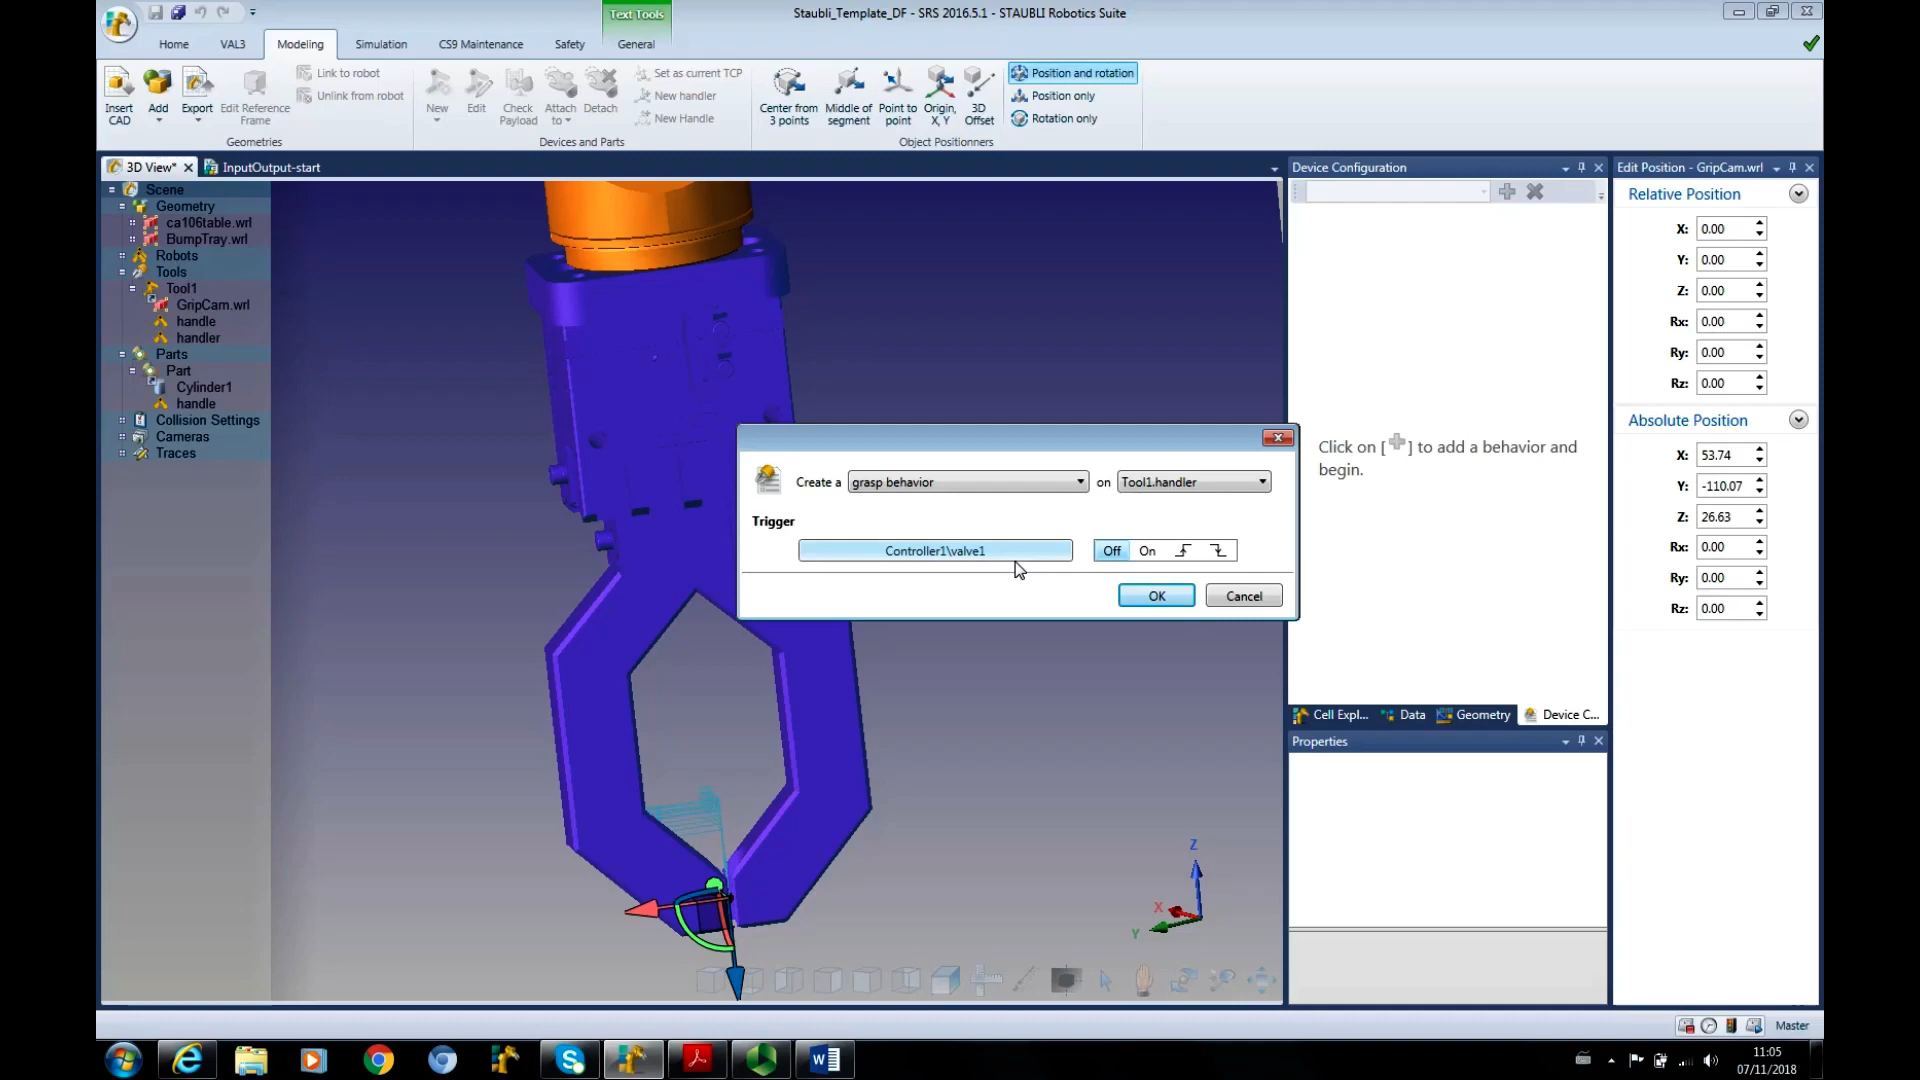 Text Tools
Staubli_Template_DF - SRS 2016.5.1 - STAUBLI Robotics Suite
Home
VAL3
Modeling
Simulation
CS9 Maintenance
Safety
General
Insert CAD
Add
Export
Edit Reference Frame
Link to robot
Unlink from robot
Geometries
New
Edit
Check Payload
Attach to
Detach
Set as current TCP
New handler
New Handle
Devices and Parts
Center from 3 points
Middle of segment
Point to point
Origin, X, Y
3D Offset
Position and rotation
Position only
Rotation only
Object Positionners
3D View*
InputOutput-start
Scene
Geometry
ca106table.wrl
BumpTray.wrl
Robots
Tools
Tool1
GripCam.wrl
handle
handler
Parts
Part
Cylinder1
handle
Collision Settings
Cameras
Traces
Create a
grasp behavior
on
Tool1.handler
Trigger
Controller1\valve1
Off
On
OK
Cancel
Z
X
Y
Device Configuration
Click on [ ] to add a behavior and
begin.
Cell Expl...
Data
Geometry
Device C...
Properties
Edit Position - GripCam.wrl
Relative Position
X: 0.00
Y: 0.00
Z: 0.00
Rx: 0.00
Ry: 0.00
Rz: 0.00
Absolute Position
X: 53.74
Y: -110.07
Z: 26.63
Rx: 0.00
Ry: 0.00
Rz: 0.00
Master
11:05
07/11/2018